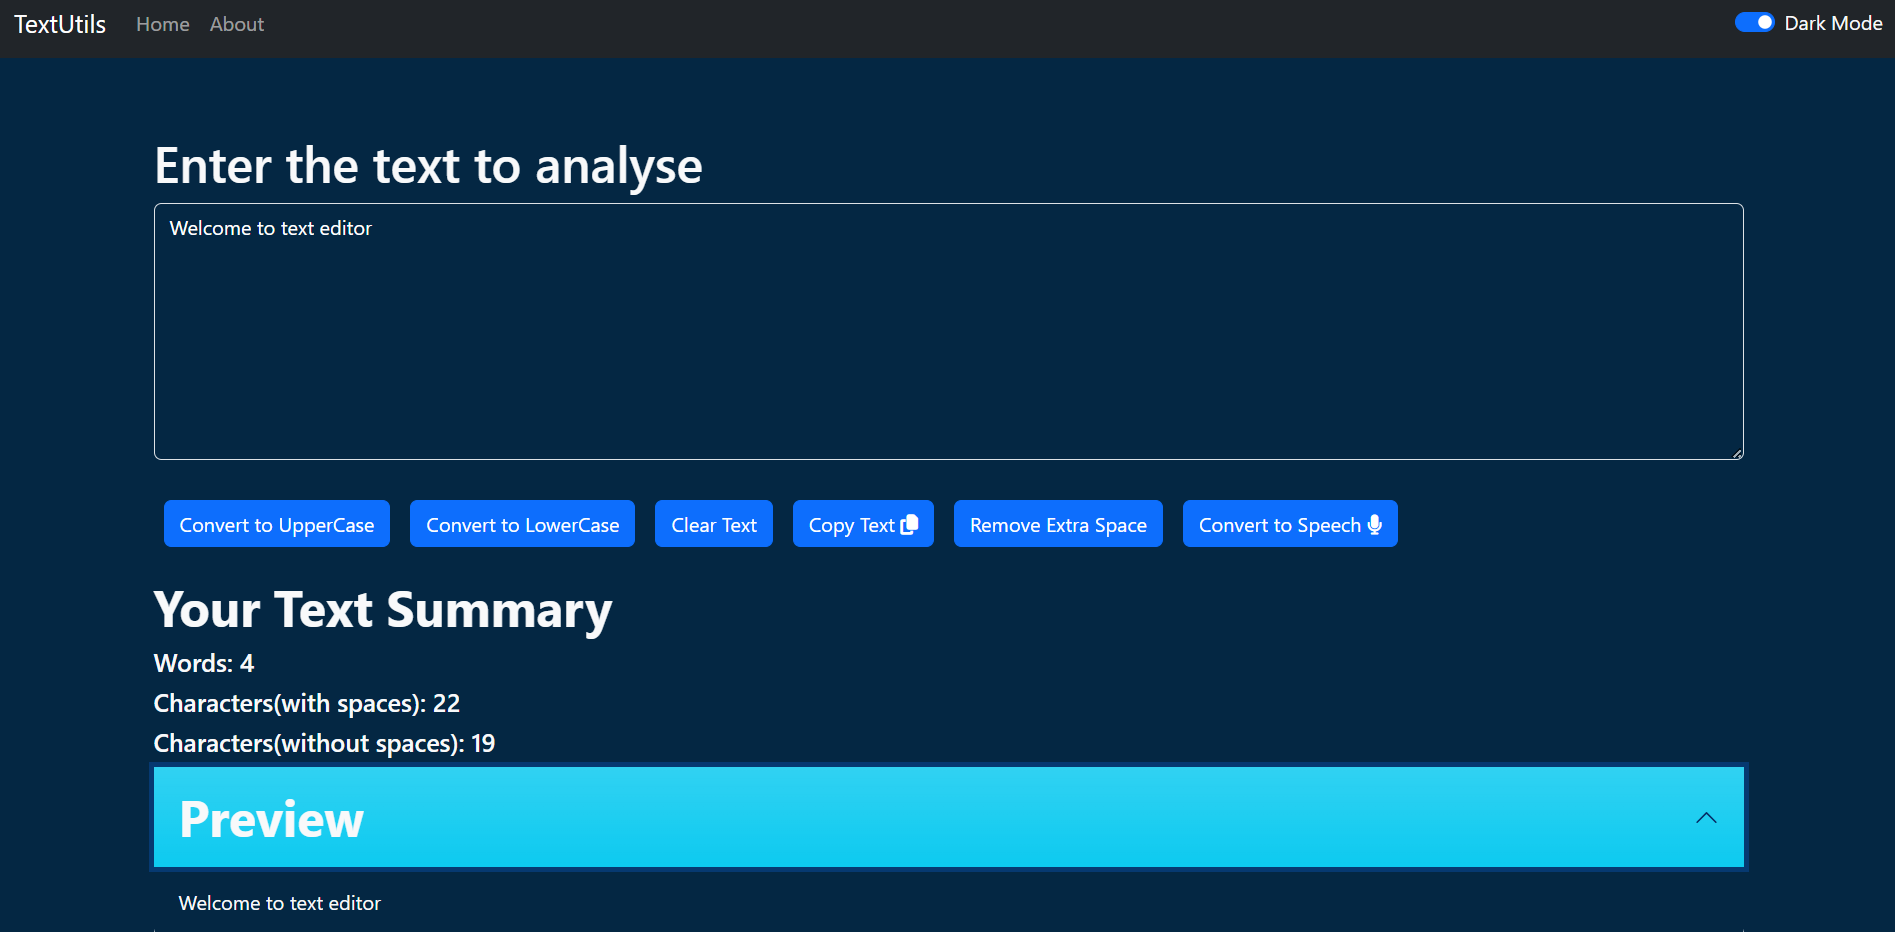 TextUtils Home About Dark Mode
Enter the text to analyse
Welcome to text editor
Convert to UpperCase Convert to LowerCase Clear Text Copy Text Remove Extra Space Convert to Speech
Your Text Summary
Words: 4
Characters(with spaces): 22
Characters(without spaces): 19
Preview
Welcome to text editor